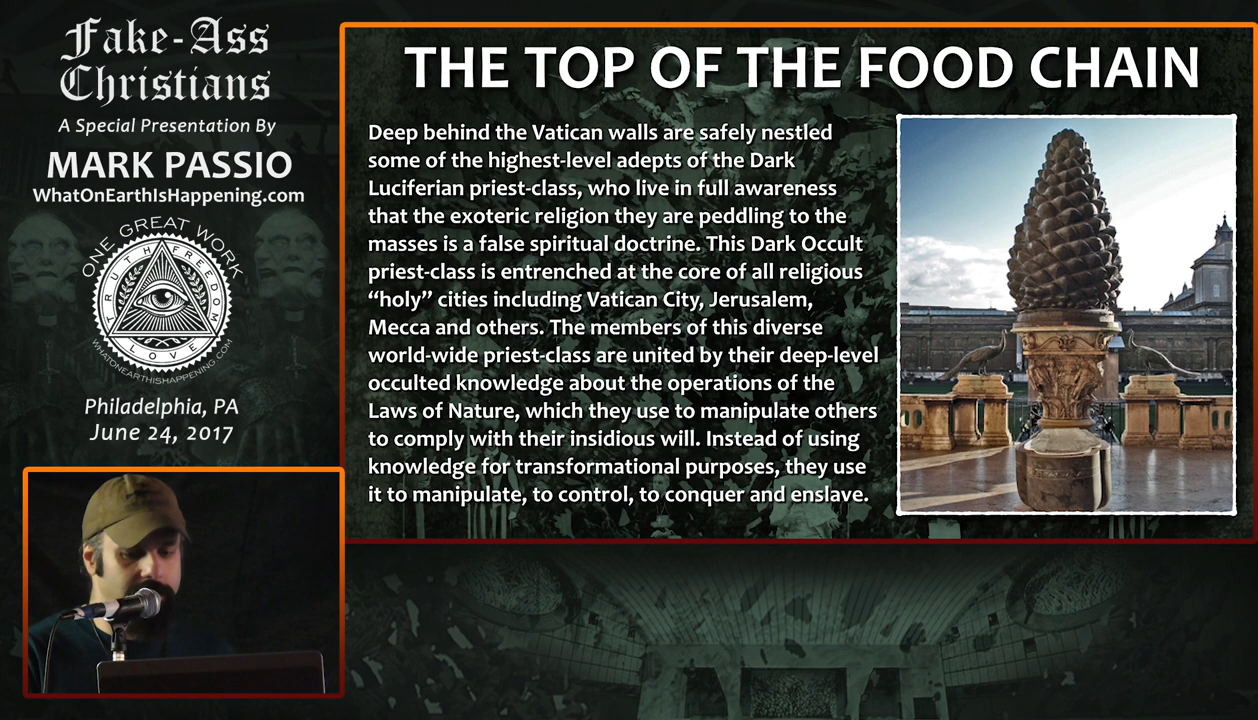 Fake-Ass
Christians
A Special Presentation By
MARK PASSIO
WhatOnEarthIsHappening.com
ONE GREAT WORK
TRUTH FREEDOM LOVE
WHATONEARTHISHAPPENING.COM
Philadelphia, PA
June 24, 2017
THE TOP OF THE FOOD CHAIN
Deep behind the Vatican walls are safely nestled
some of the highest-level adepts of the Dark
Luciferian priest-class, who live in full awareness
that the exoteric religion they are peddling to the
masses is a false spiritual doctrine. This Dark Occult
priest-class is entrenched at the core of all religious
“holy” cities including Vatican City, Jerusalem,
Mecca and others. The members of this diverse
world-wide priest-class are united by their deep-level
occulted knowledge about the operations of the
Laws of Nature, which they use to manipulate others
to comply with their insidious will. Instead of using
knowledge for transformational purposes, they use
it to manipulate, to control, to conquer and enslave.